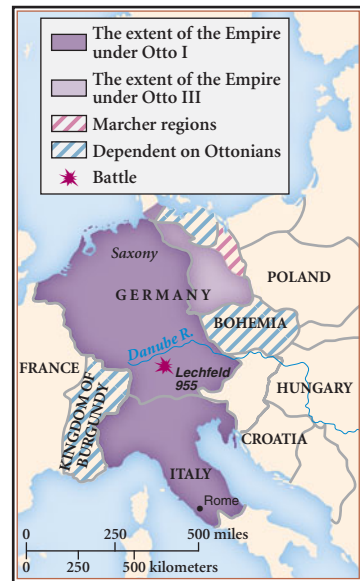 The extent of the Empire
under Otto I
The extent of the Empire
under Otto III
Marcher regions
Dependent on Ottonians
Battle
Saxony
GERMANY
POLAND
BOHEMIA
Danube R.
Lechfeld
955
FRANCE
KINGDOM OF
BURGUNDY
HUNGARY
CROATIA
ITALY
Rome
0 250 500 miles
0 250 500 kilometers